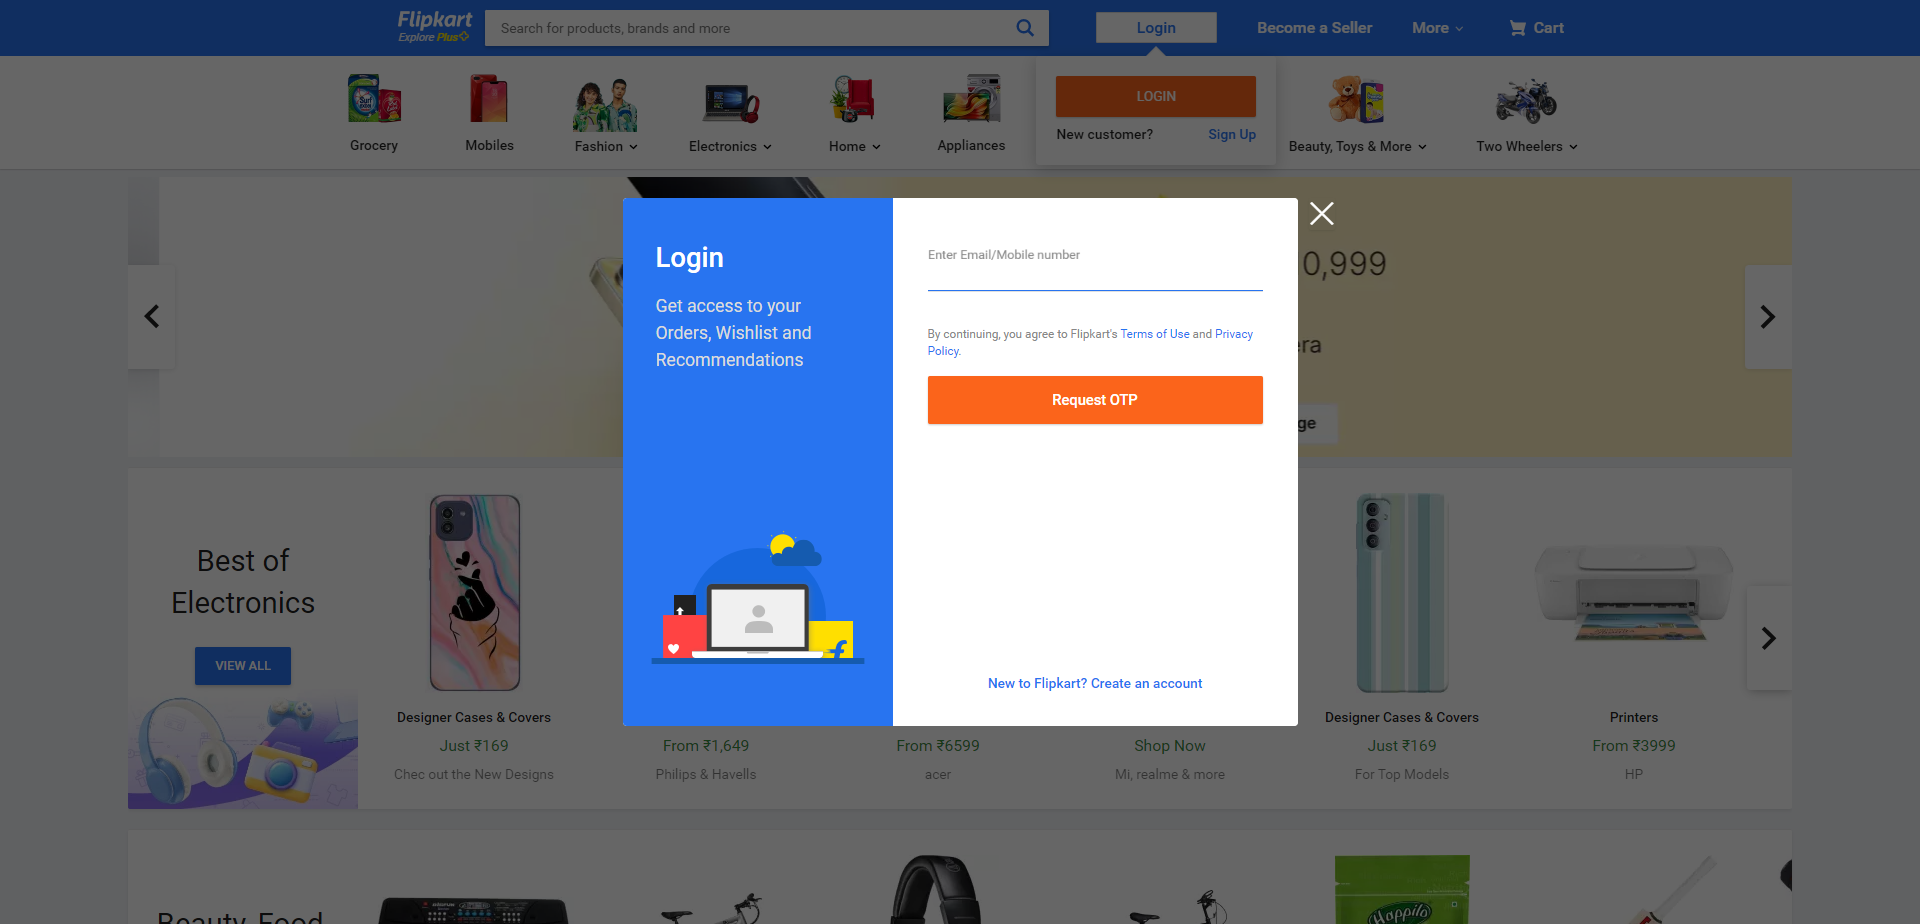 Flipkart
Explore Plus
Search for products, brands and more
Login
Become a Seller
More
Cart
LOGIN
New customer?
Sign Up
Grocery
Mobiles
Fashion
Electronics
Home
Appliances
Beauty, Toys & More
Two Wheelers
0,999
era
ge
Login
Get access to your
Orders, Wishlist and
Recommendations
Enter Email/Mobile number
By continuing, you agree to Flipkart's Terms of Use and Privacy
Policy.
Request OTP
New to Flipkart? Create an account
Best of
Electronics
VIEW ALL
Designer Cases & Covers
Just ₹169
Chec out the New Designs
From ₹1,649
Philips & Havells
From ₹6599
acer
Shop Now
Mi, realme & more
Designer Cases & Covers
Just ₹169
For Top Models
Printers
From ₹3999
HP
Beauty, Food
Happilo